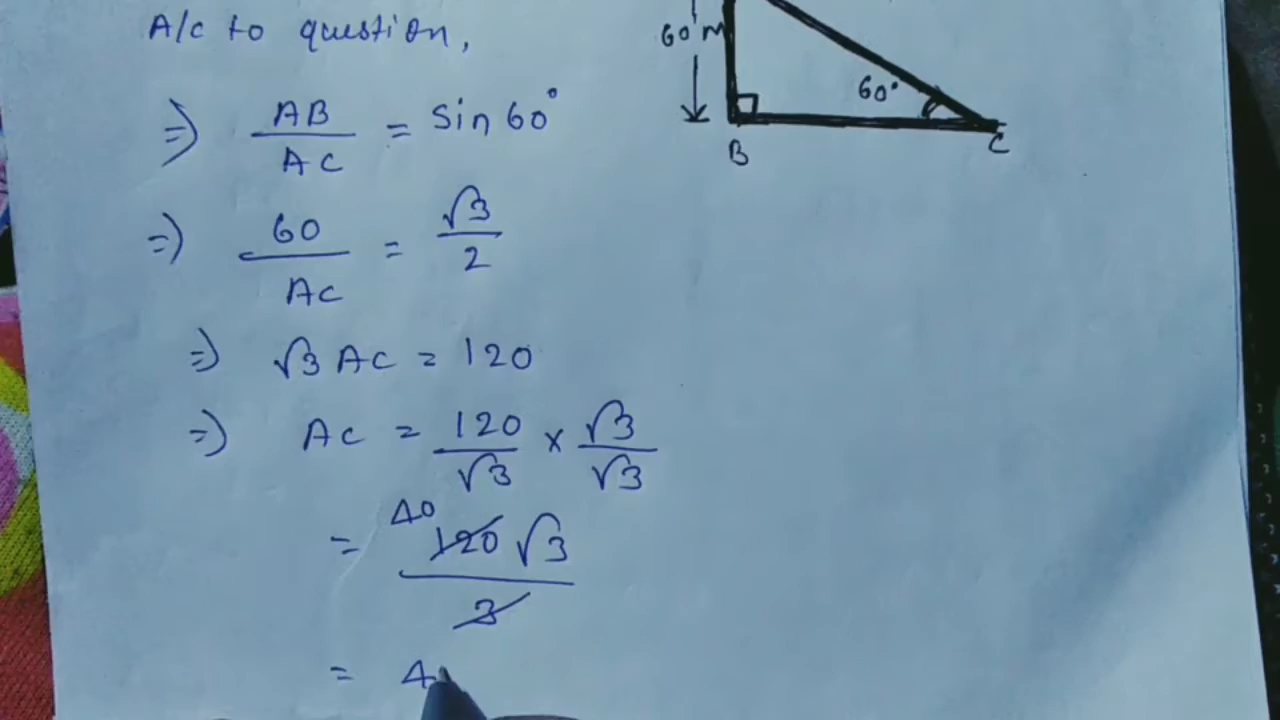 A/c to question,
60 m
60°
B
C
=) AB/AC = Sin 60°
=) 60/AC = √3/2
=) √3 AC = 120
=) AC = 120/√3 × √3/√3
40
= 120 √3/3
= 4